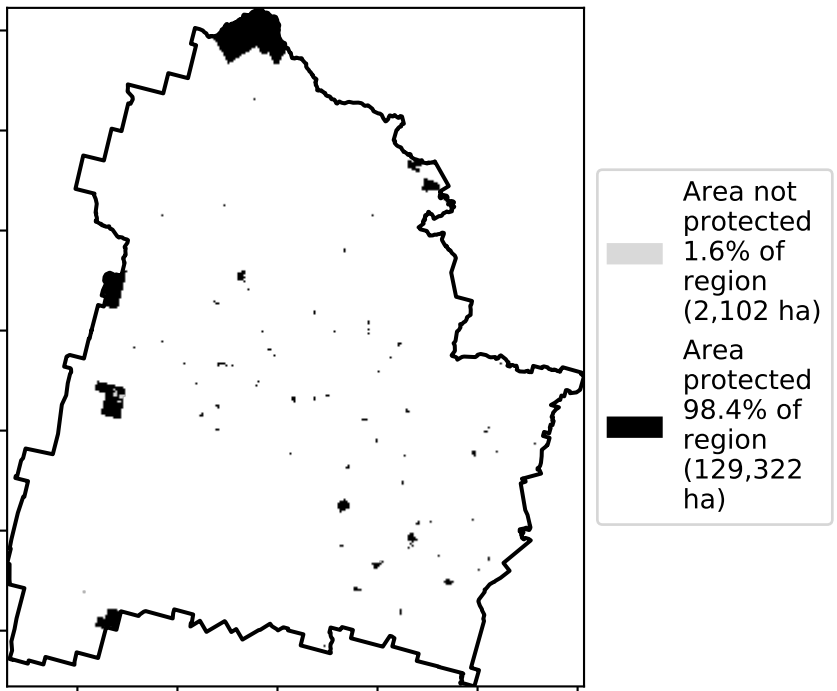 Area not
protected
1.6% of
region
(2,102 ha)
Area
protected
98.4% of
region
(129,322
ha)